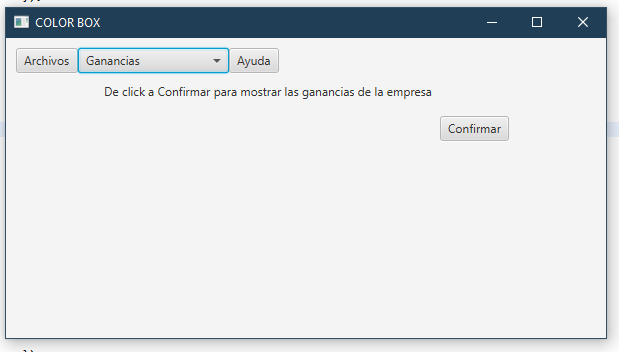 COLOR BOX
Archivos Ganancias Ayuda
De click a Confirmar para mostrar las ganancias de la empresa
Confirmar